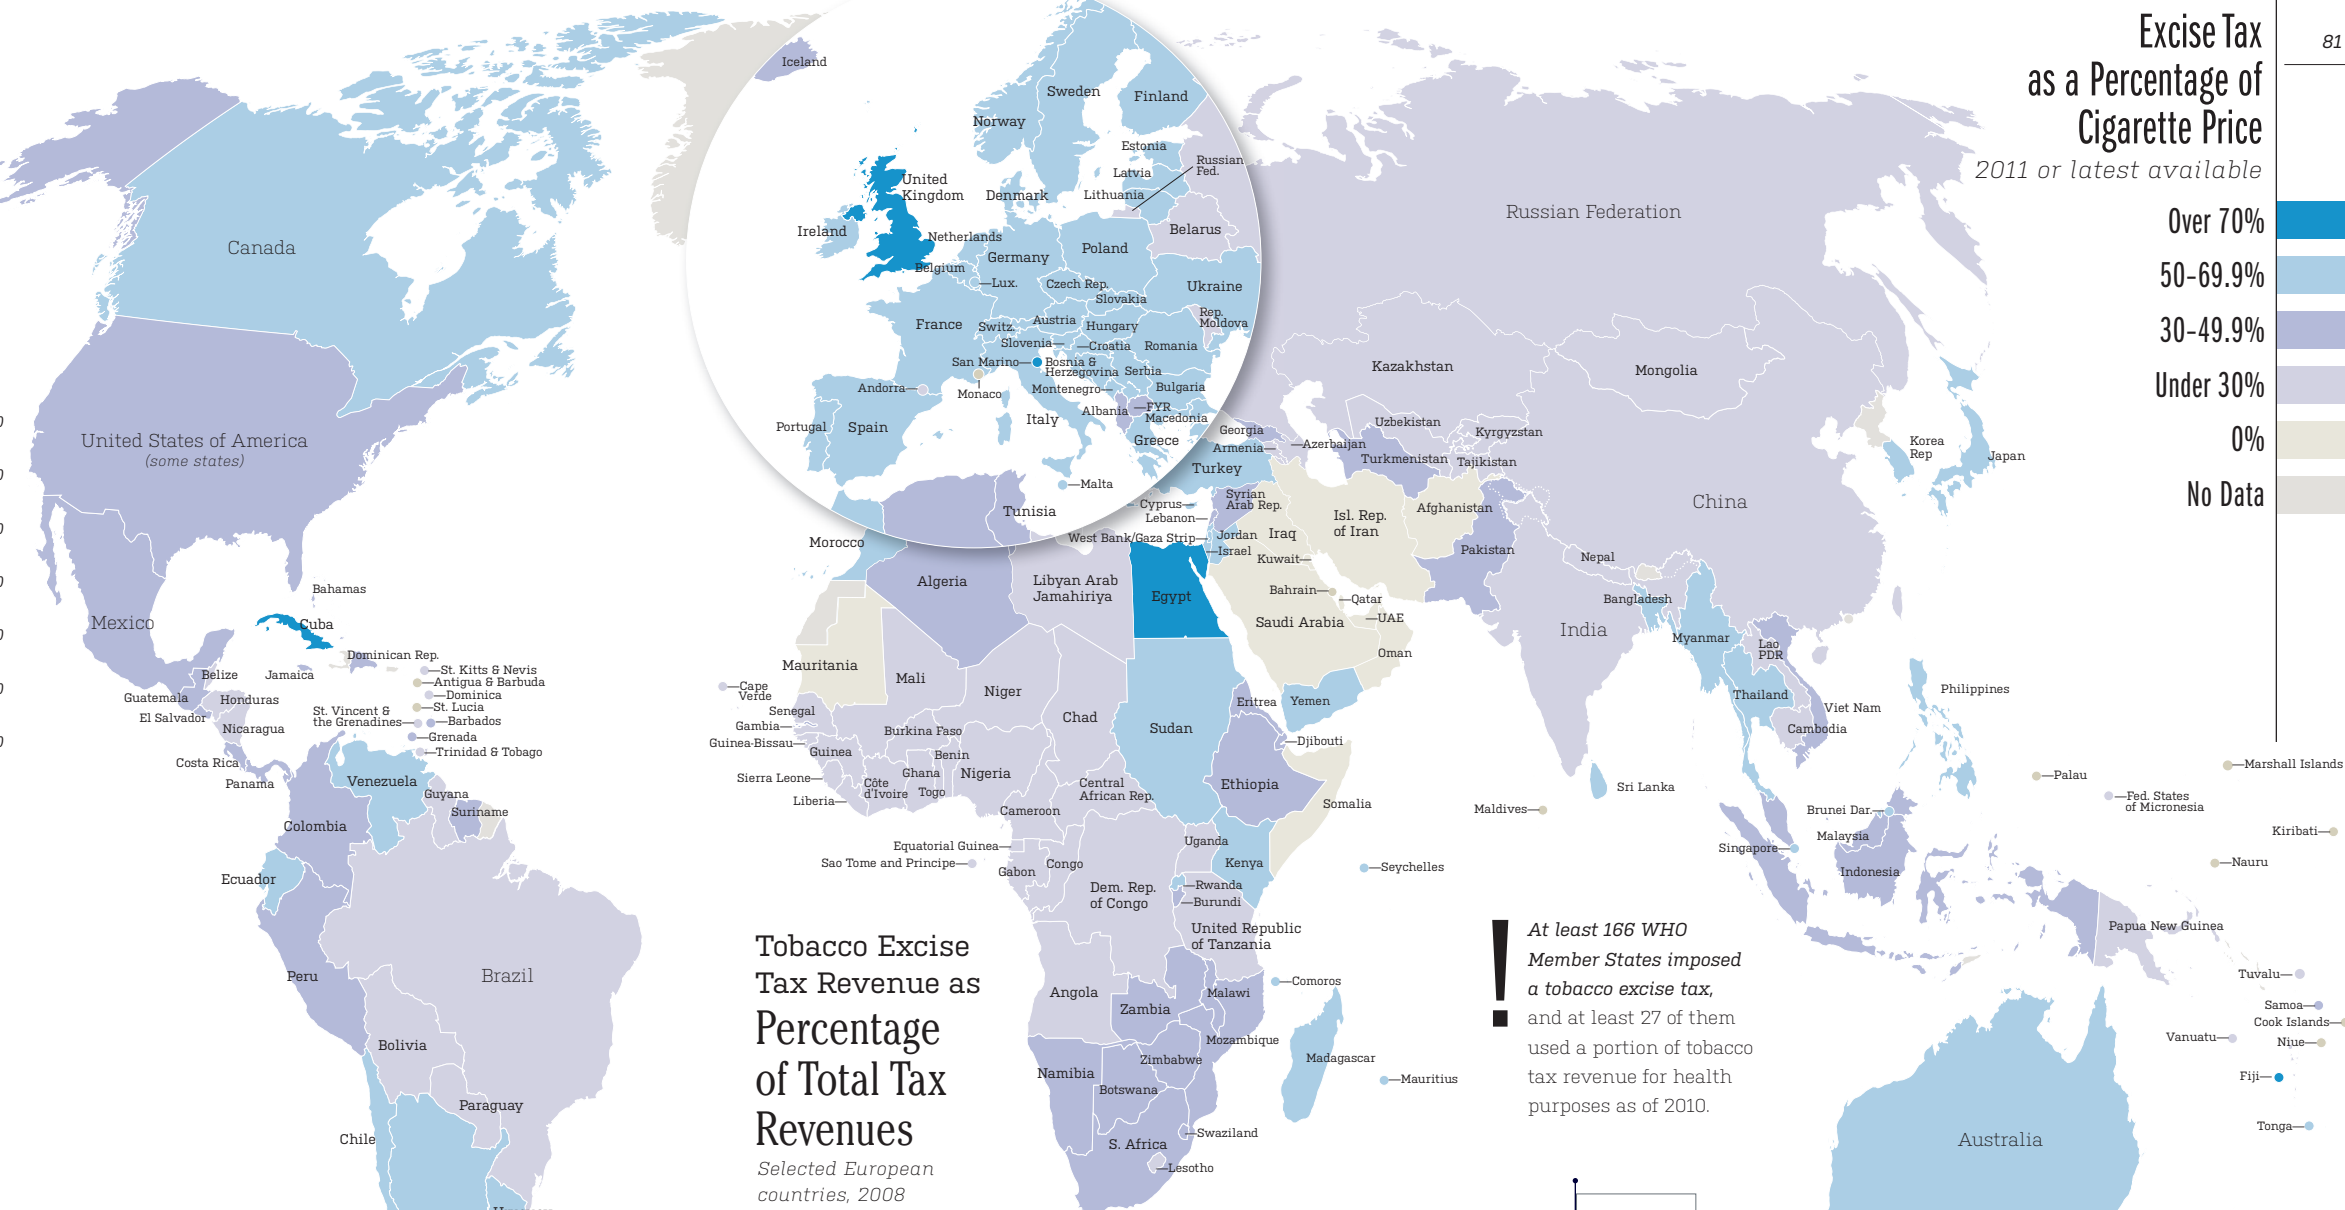 Excise Tax
as a Percentage of
Cigarette Price
2011 or latest available
Over 70%
50–69.9%
30–49.9%
Under 30%
0%
No Data
81
Iceland
Sweden
Finland
Norway
Estonia
Russian
Fed.
Latvia
Lithuania
Denmark
United
Kingdom
Ireland
Netherlands
Belarus
Poland
Germany
Belgium
Lux.
Czech Rep.
Ukraine
Slovakia
Rep.
Moldova
France
Switz.
Austria
Hungary
Slovenia
Croatia
Romania
San Marino
Bosnia &
Herzegovina
Serbia
Andorra
Monaco
Montenegro
Bulgaria
Albania
FYR
Macedonia
Italy
Portugal
Spain
Greece
Malta
Tunisia
Canada
United States of America
(some states)
Mexico
Bahamas
Cuba
Dominican Rep.
Belize
Jamaica
St. Kitts & Nevis
Antigua & Barbuda
Dominica
St. Lucia
Guatemala
Honduras
St. Vincent &
the Grenadines
Barbados
El Salvador
Nicaragua
Grenada
Trinidad & Tobago
Costa Rica
Panama
Venezuela
Guyana
Suriname
Colombia
Ecuador
Peru
Brazil
Bolivia
Paraguay
Chile
Russian Federation
Kazakhstan
Mongolia
Georgia
Uzbekistan
Kyrgyzstan
Armenia
Azerbaijan
Turkmenistan
Tajikistan
Turkey
Korea
Rep
Japan
Cyprus
Syrian
Arab Rep.
Lebanon
Isl. Rep.
of Iran
Afghanistan
China
West Bank/Gaza Strip
Jordan
Iraq
Israel
Kuwait
Pakistan
Nepal
Morocco
Algeria
Libyan Arab
Jamahiriya
Egypt
Bahrain
Qatar
Saudi Arabia
UAE
Oman
Bangladesh
India
Myanmar
Lao
PDR
Mauritania
Mali
Niger
Chad
Sudan
Eritrea
Yemen
Thailand
Philippines
Cape
Verde
Senegal
Gambia
Guinea-Bissau
Guinea
Burkina Faso
Benin
Viet Nam
Cambodia
Djibouti
Sierra Leone
Liberia
Côte
d'Ivoire
Ghana
Togo
Nigeria
Central
African Rep.
Cameroon
Ethiopia
Somalia
Sri Lanka
Maldives
Brunei Dar.
Malaysia
Singapore
Indonesia
Palau
Marshall Islands
Fed. States
of Micronesia
Kiribati
Nauru
Equatorial Guinea
Sao Tome and Principe
Gabon
Congo
Uganda
Kenya
Seychelles
Dem. Rep.
of Congo
Rwanda
Burundi
United Republic
of Tanzania
Papua New Guinea
Tuvalu
Samoa
Cook Islands
Vanuatu
Niue
Fiji
Tonga
Angola
Zambia
Malawi
Comoros
Mozambique
Zimbabwe
Madagascar
Mauritius
Namibia
Botswana
S. Africa
Swaziland
Lesotho
Australia
Tobacco Excise
Tax Revenue as
Percentage
of Total Tax
Revenues
Selected European
countries, 2008
!
At least 166 WHO
Member States imposed
a tobacco excise tax,
and at least 27 of them
used a portion of tobacco
tax revenue for health
purposes as of 2010.